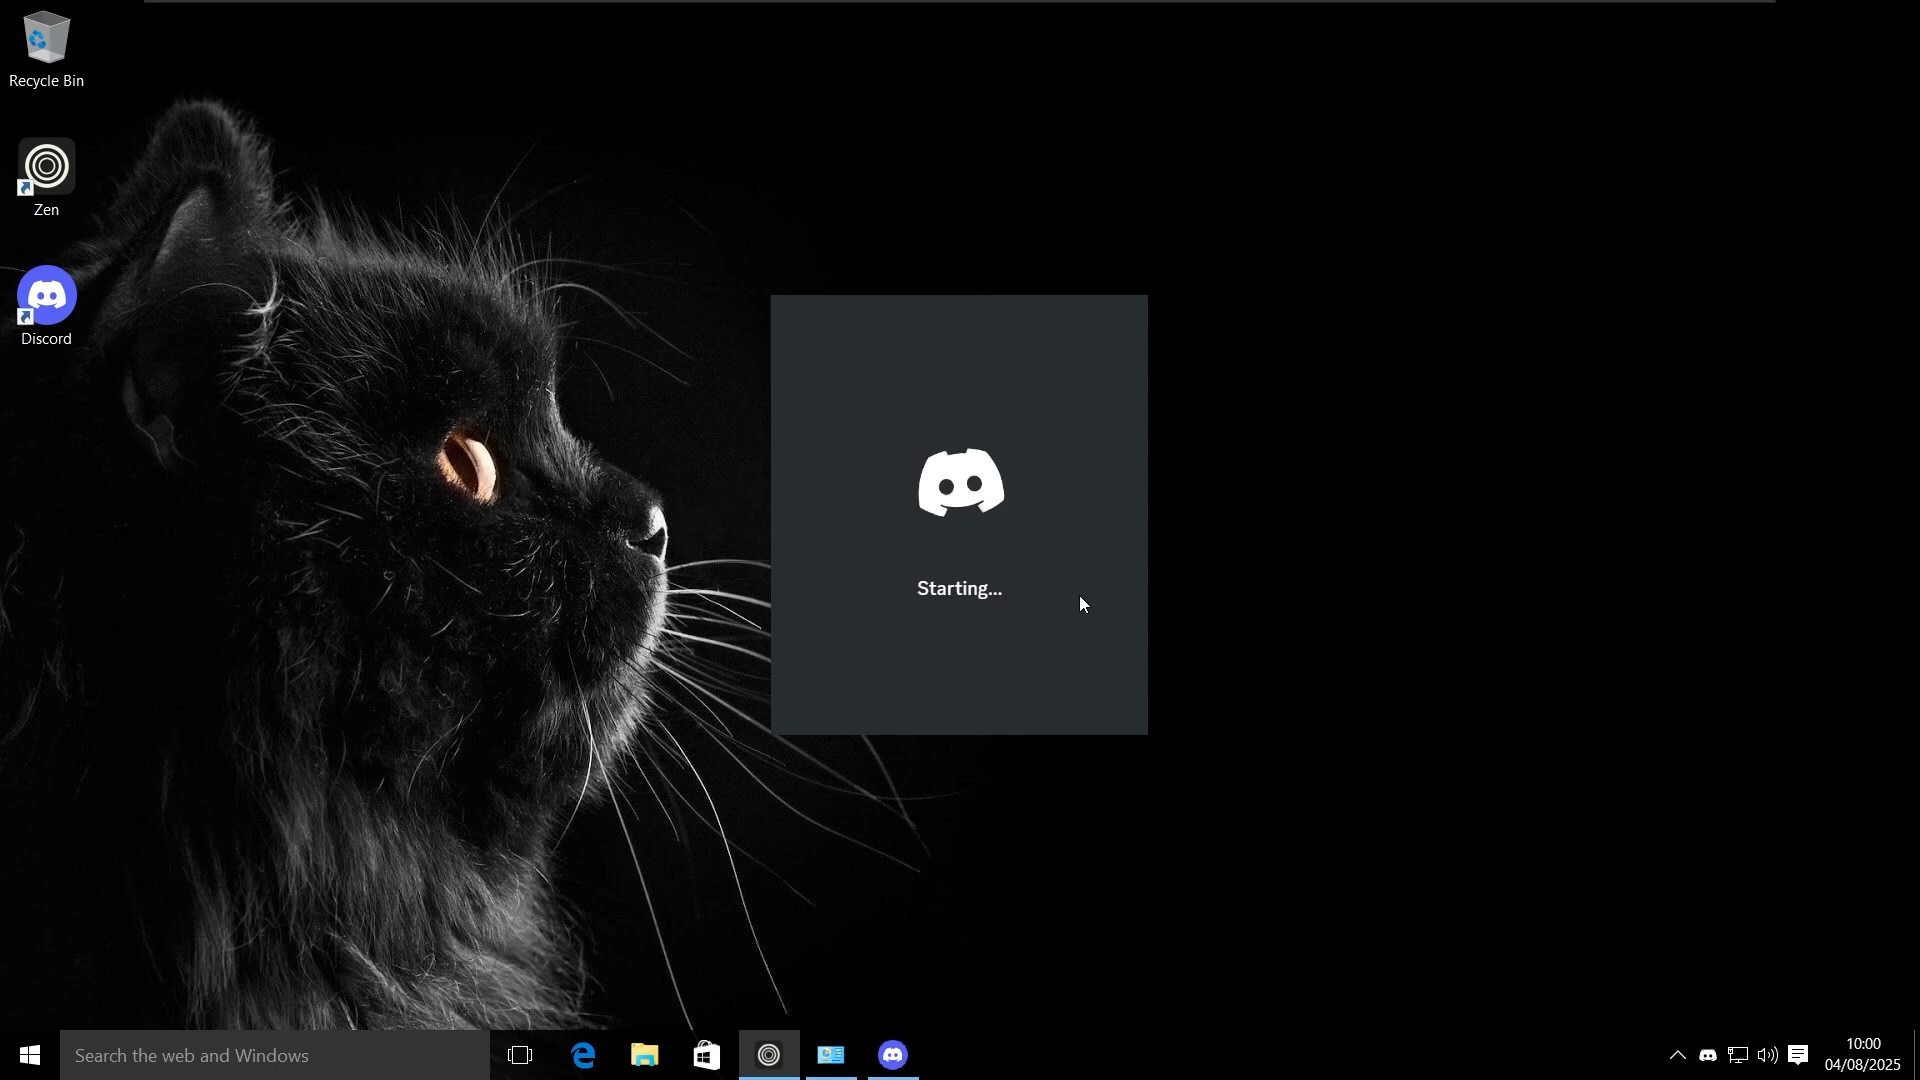 Recycle Bin
Zen
Discord
Starting...
Search the web and Windows
10:00
04/08/2025